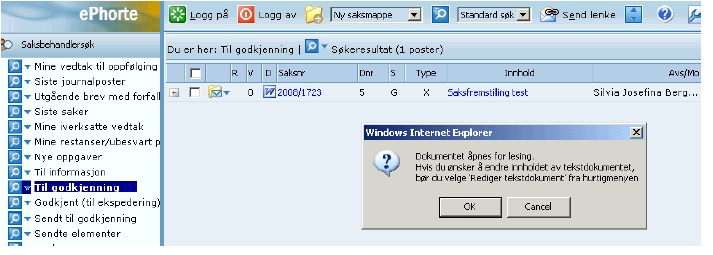 ePhorte
Logg på Logg av Ny saksmappe Standard søk Send lenke
Saksbehandlersøk
Du er her: Til godkjenning | Søkeresultat (1 poster)
Mine vedtak til oppfølging
Siste journalposter
Utgående brev med forfall
Siste saker
Mine iverksatte vedtak
Mine restanser/ubesvart p
Nye oppgaver
Til informasjon
Til godkjenning
Godkjent (til ekspedering)
Sendt til godkjenning
Sendte elementer
R V D Saksnr Dnr S Type Innhold Avs/Mo
0 W 2008/1723 5 G X Saksfremstiling test Silvia Josefina Berg...
Windows Internet Explorer
Dokumentet åpnes for lesing.
Hvis du ønsker å endre innholdet av tekstdokumentet,
bør du velge 'Rediger tekstdokument' fra hurtigmenyen
OK Cancel